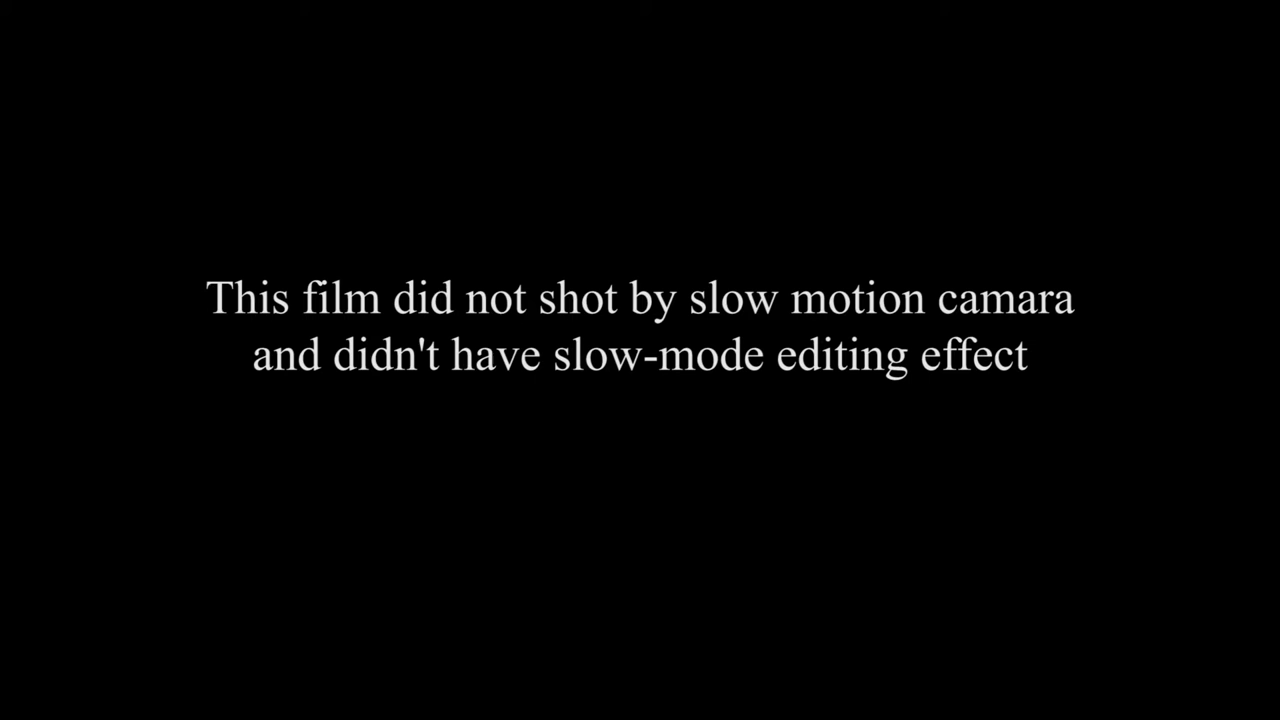 This film did not shot by slow motion camara
and didn't have slow-mode editing effect